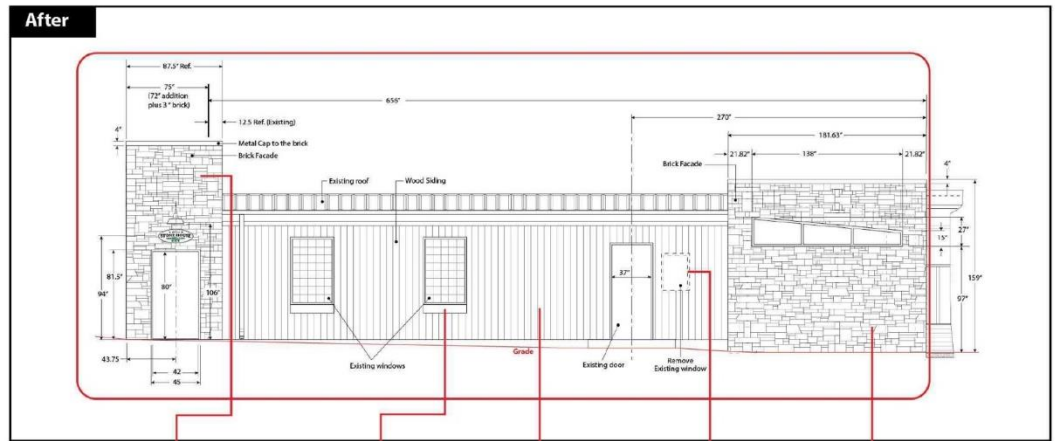 After
87.5" Ref.
75"
(72" addition
plus 3 " brick)
656"
12.5 Ref. (Existing)
270"
181.63"
21.82"
138"
21.82"
4"
Metal Cap to the brick
Brick Facade
Brick Facade
4"
Existing roof
Wood Siding
STONE HOUSE
27"
15"
37"
159"
81.5"
94"
80"
106"
97"
Grade
43.75
42
45
Existing windows
Existing door
Remove
Existing window